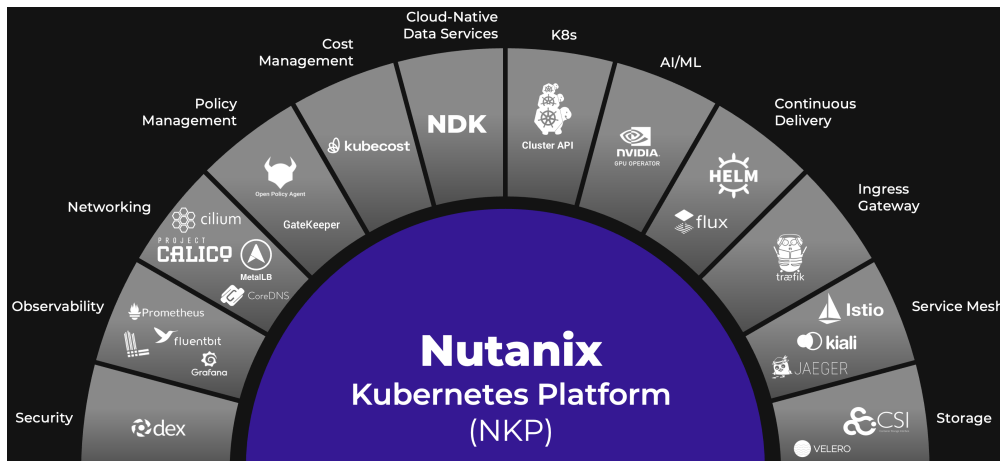 Cloud-Native
Data Services
K8s
Cost
Management
AI/ML
Policy
Management
Continuous
Delivery
Networking
Ingress
Gateway
Observability
Service Mesh
Security
Storage
dex
Prometheus
fluentbit
Grafana
cilium
PROJECT
CALICO
MetalLB
CoreDNS
Open Policy Agent
GateKeeper
kubecost
NDK
Cluster API
NVIDIA.
GPU OPERATOR
HELM
flux
træfik
Istio
kiali
JAEGER
CSI
VELERO
Nutanix
Kubernetes Platform
(NKP)